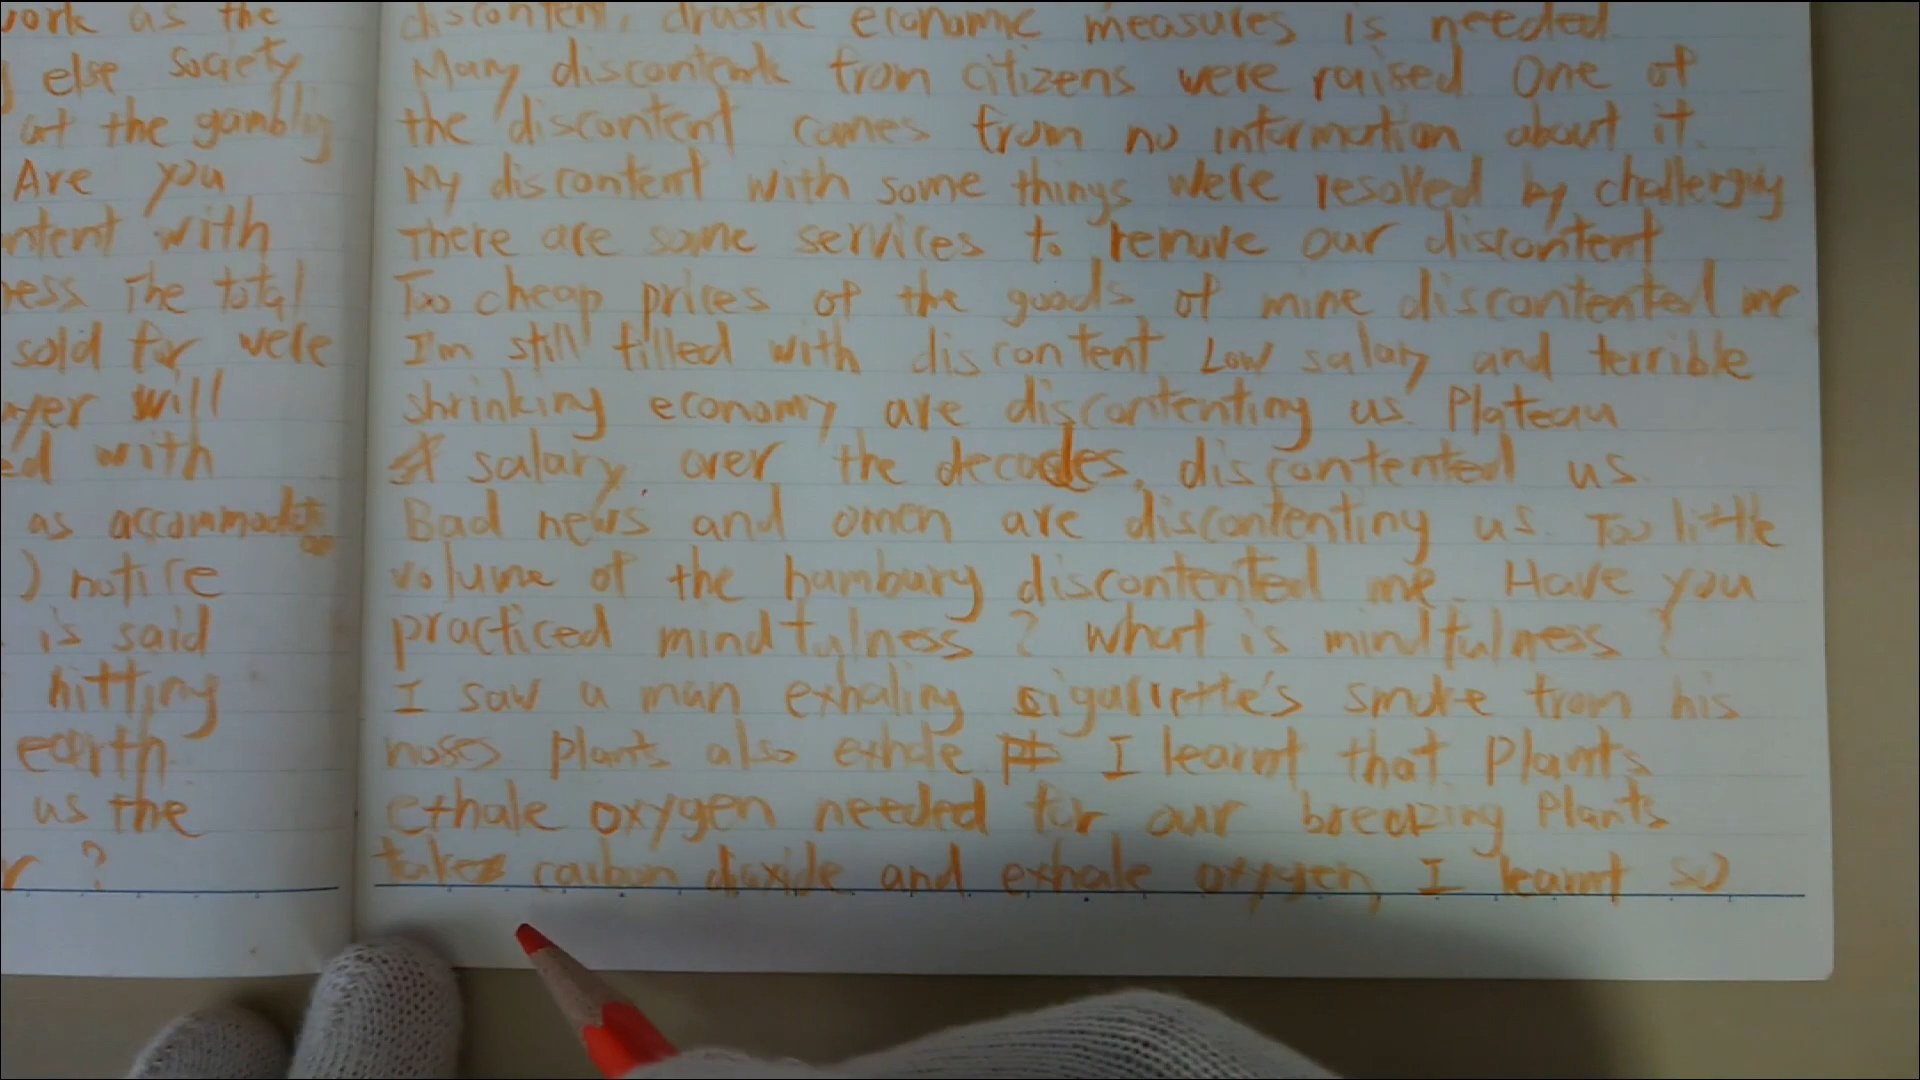 work as the
else society
at the gambling
Are you
ntent with
ness The total
sold for were
ayer will
ed with
as accommodat
) notice
is said
hitting
earth
us the
r ?
discontent, drastic economic measures is needed
Many discontent from citizens were raised One of
the discontent comes from no information about it.
My discontent with some things were resolved by challenging
There are some services to remove our discontent
Too cheap prices of the goods of mine discontented me
I'm still filled with discontent Low salary and terrible
shrinking economy are discontenting us Plateau
salary over the decades, discontented us.
Bad news and omen are discontenting us. Too little
volume of the hambury discontented me. Have you
practiced mindfulness ? What is mindfulness ?
I saw a man exhaling sigarrette's smoke from his
noses Plants also exhale I learnt that Plants
exhale oxygen needed for our breazing Plants
take carbon dioxide and exhale oxygen, I learnt so